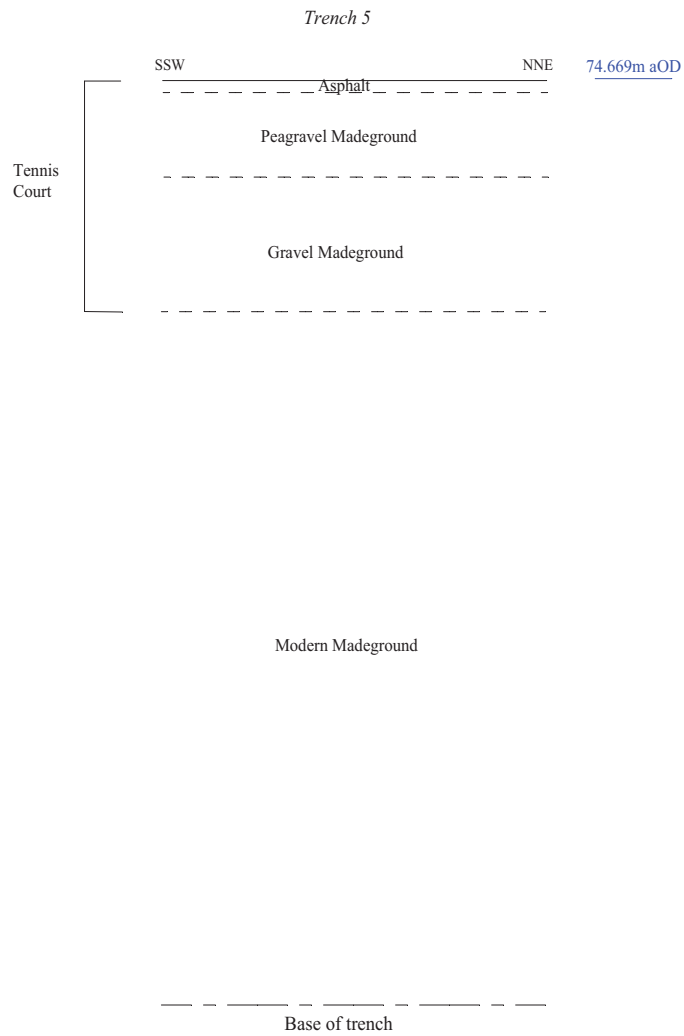 Trench 5
SSW
NNE
74.669m aOD
Asphalt
Peagravel Madeground
Tennis
Court
Gravel Madeground
Modern Madeground
Base of trench